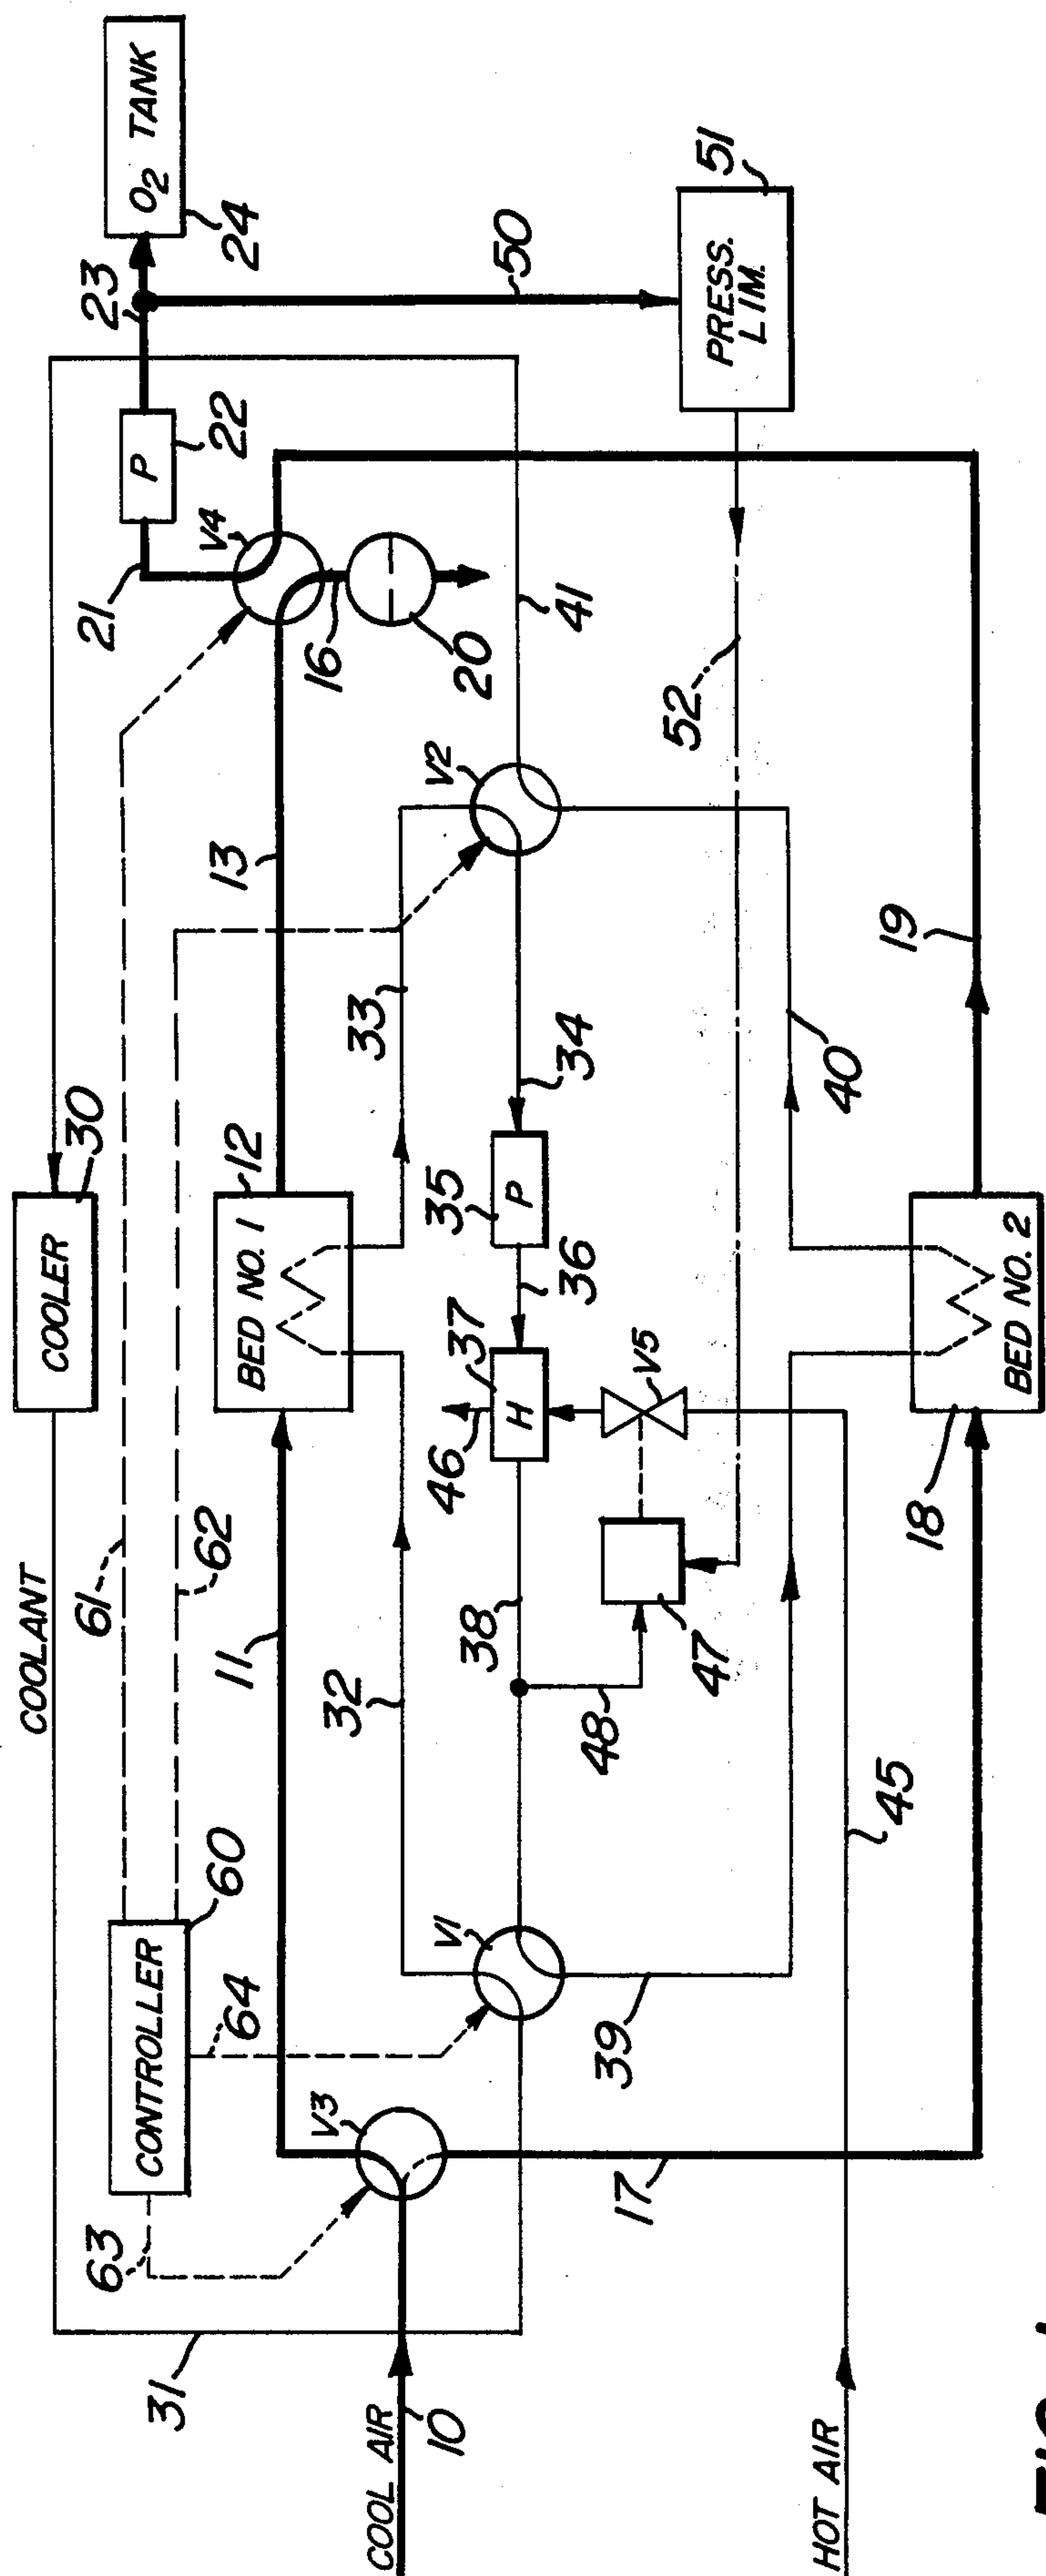 O2 TANK
24
23
50
51
PRESS.
LIM.
P
22
21
V4
16
20
41
52
V2
13
33
34
19
40
COOLER
30
BED NO. 1
12
35
P
36
37
H
46
V5
BED NO. 2
18
COOLANT
61
62
11
32
38
48
47
45
CONTROLLER
60
64
63
V1
V3
39
17
31
COOL AIR
10
HOT AIR